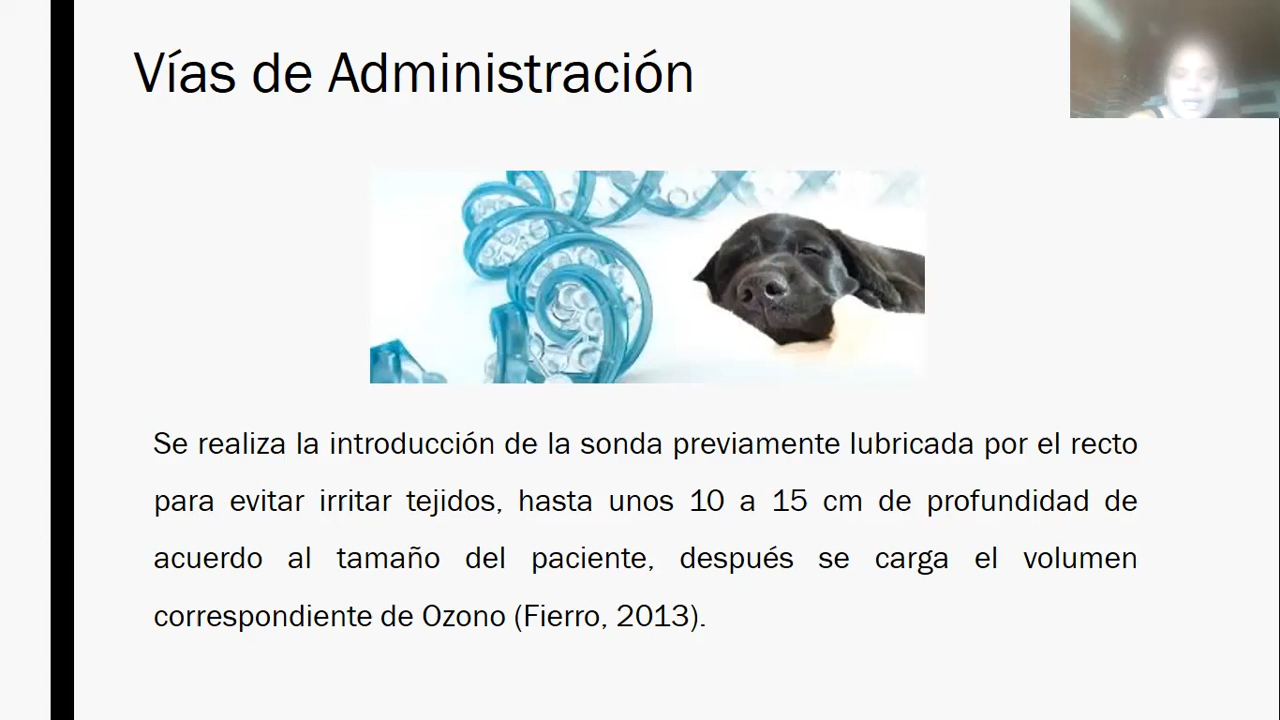 Vías de Administración
Se realiza la introducción de la sonda previamente lubricada por el recto
para evitar irritar tejidos, hasta unos 10 a 15 cm de profundidad de
acuerdo al tamaño del paciente, después se carga el volumen
correspondiente de Ozono (Fierro, 2013).